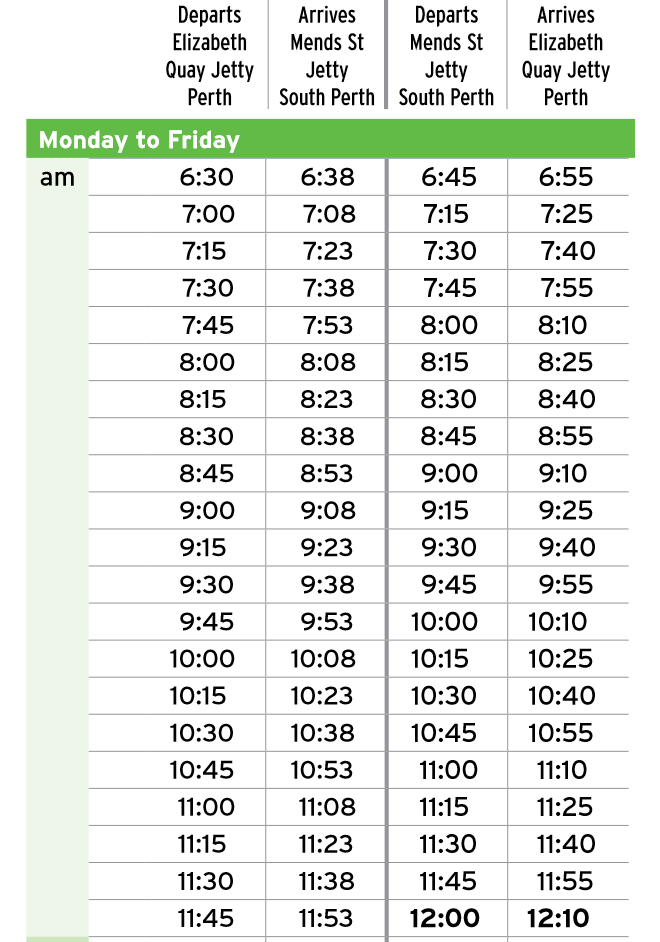 Departs Elizabeth Quay Jetty Perth Arrives Mends St Jetty South Perth Departs Mends St Jetty South Perth Arrives Elizabeth Quay Jetty Perth
Monday to Friday
am 6:30 6:38 6:45 6:55
7:00 7:08 7:15 7:25
7:15 7:23 7:30 7:40
7:30 7:38 7:45 7:55
7:45 7:53 8:00 8:10
8:00 8:08 8:15 8:25
8:15 8:23 8:30 8:40
8:30 8:38 8:45 8:55
8:45 8:53 9:00 9:10
9:00 9:08 9:15 9:25
9:15 9:23 9:30 9:40
9:30 9:38 9:45 9:55
9:45 9:53 10:00 10:10
10:00 10:08 10:15 10:25
10:15 10:23 10:30 10:40
10:30 10:38 10:45 10:55
10:45 10:53 11:00 11:10
11:00 11:08 11:15 11:25
11:15 11:23 11:30 11:40
11:30 11:38 11:45 11:55
11:45 11:53 12:00 12:10